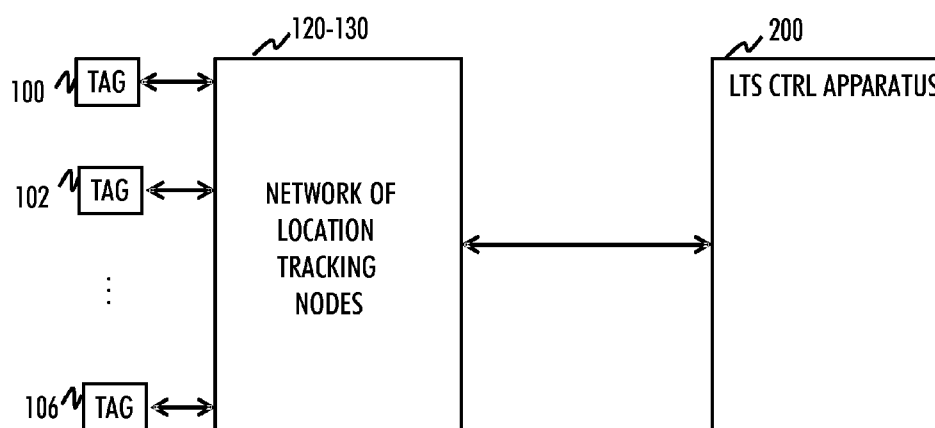 120-130
200
100 TAG
LTS CTRL APPARATUS
102 TAG
NETWORK OF
LOCATION
TRACKING
NODES
106 TAG